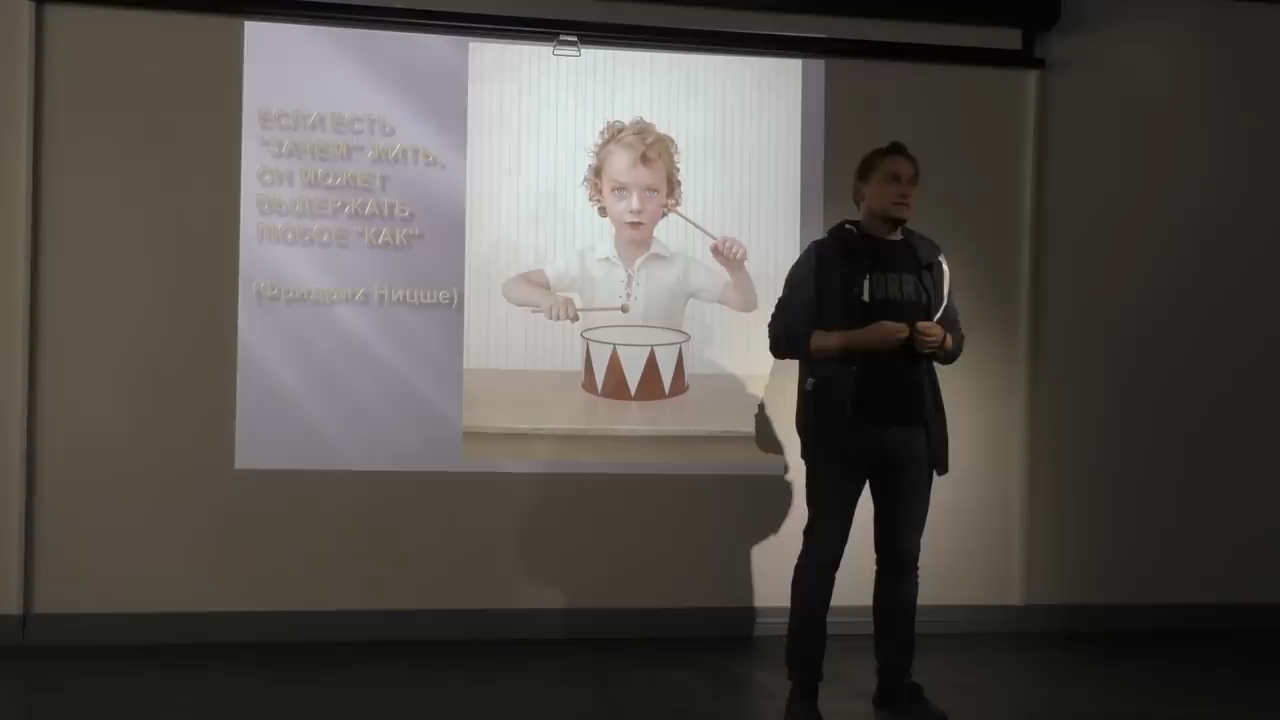 ЕСЛИ ЕСТЬ
"ЗАЧЕМ" ЖИТЬ,
ОН МОЖЕТ
ВЫДЕРЖАТЬ
ЛЮБОЕ "КАК"
(Фридрих Ницше)